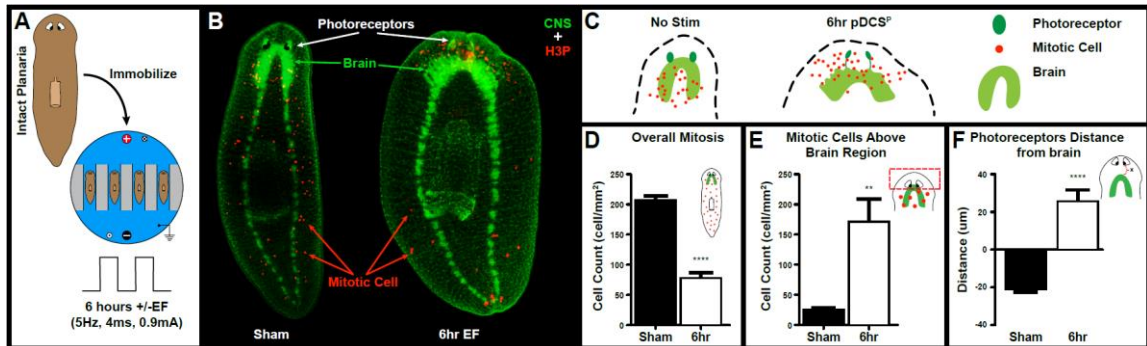 A
Intact Planaria
Immobilize
6 hours +/-EF
(5Hz, 4ms, 0.9mA)
B
Photoreceptors
CNS
+
H3P
Brain
Mitotic Cell
Sham
6hr EF
C
No Stim
6hr pDCSᴾ
Photoreceptor
Mitotic Cell
Brain
D
Overall Mitosis
Cell Count (cell/mm²)
250
200
150
100
50
0
****
Sham
6hr
E
Mitotic Cells Above
Brain Region
Cell Count (cell/mm²)
250
200
150
100
50
0
**
Sham
6hr
F
Photoreceptors Distance
from brain
Distance (um)
40
20
0
-20
-40
****
x
Sham
6hr